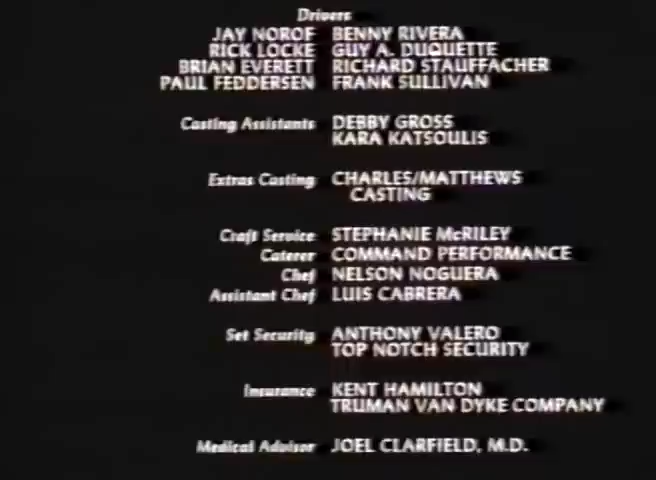 Drivers
JAY NOROF BENNY RIVERA
RICK LOCKE GUY A. DUQUETTE
BRIAN EVERETT RICHARD STAUFFACHER
PAUL FEDDERSEN FRANK SULLIVAN
Casting Assistants DEBBY GROSS
KARA KATSOULIS
Extras Casting CHARLES/MATTHEWS
CASTING
Craft Service STEPHANIE McRILEY
Caterer COMMAND PERFORMANCE
Chef NELSON NOGUERA
Assistant Chef LUIS CABRERA
Set Security ANTHONY VALERO
TOP NOTCH SECURITY
Insurance KENT HAMILTON
TRUMAN VAN DYKE COMPANY
Medical Advisor JOEL CLARFIELD, M.D.